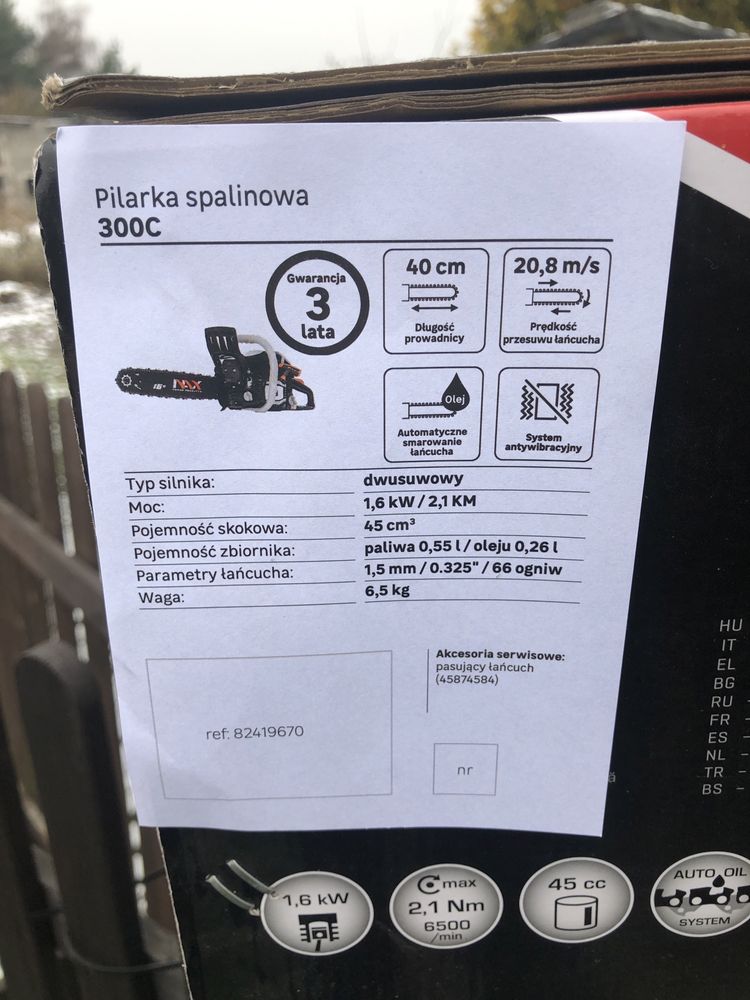 Pilarka spalinowa
300C
Gwarancja
3
lata
40 cm
Długość
prowadnicy
20,8 m/s
Prędkość
przesuwu łańcucha
16"
NAX
Olej
Automatyczne
smarowanie
łańcucha
System
antywibracyjny
Typ silnika: dwusuwowy
Moc: 1,6 kW / 2,1 KM
Pojemność skokowa: 45 cm³
Pojemność zbiornika: paliwa 0,55 l / oleju 0,26 l
Parametry łańcucha: 1,5 mm / 0.325" / 66 ogniw
Waga: 6,5 kg
Akcesoria serwisowe:
pasujący łańcuch
(45874584)
ref: 82419670
nr
HU
IT
EL
BG
RU –
FR –
ES –
NL –
TR –
BS –
ă
1,6 kW
max
2,1 Nm
6500
/min
45 cc
AUTO OIL
SYSTEM